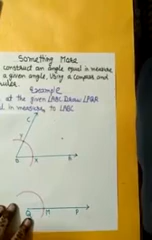 Something More
construct an angle equal in measure
a given angle, Using a Compass and
ruler.
Example
at the given ∠ABC Draw ∠PQR
in measure to ∠ABC
C
Y
B X A
Q M P